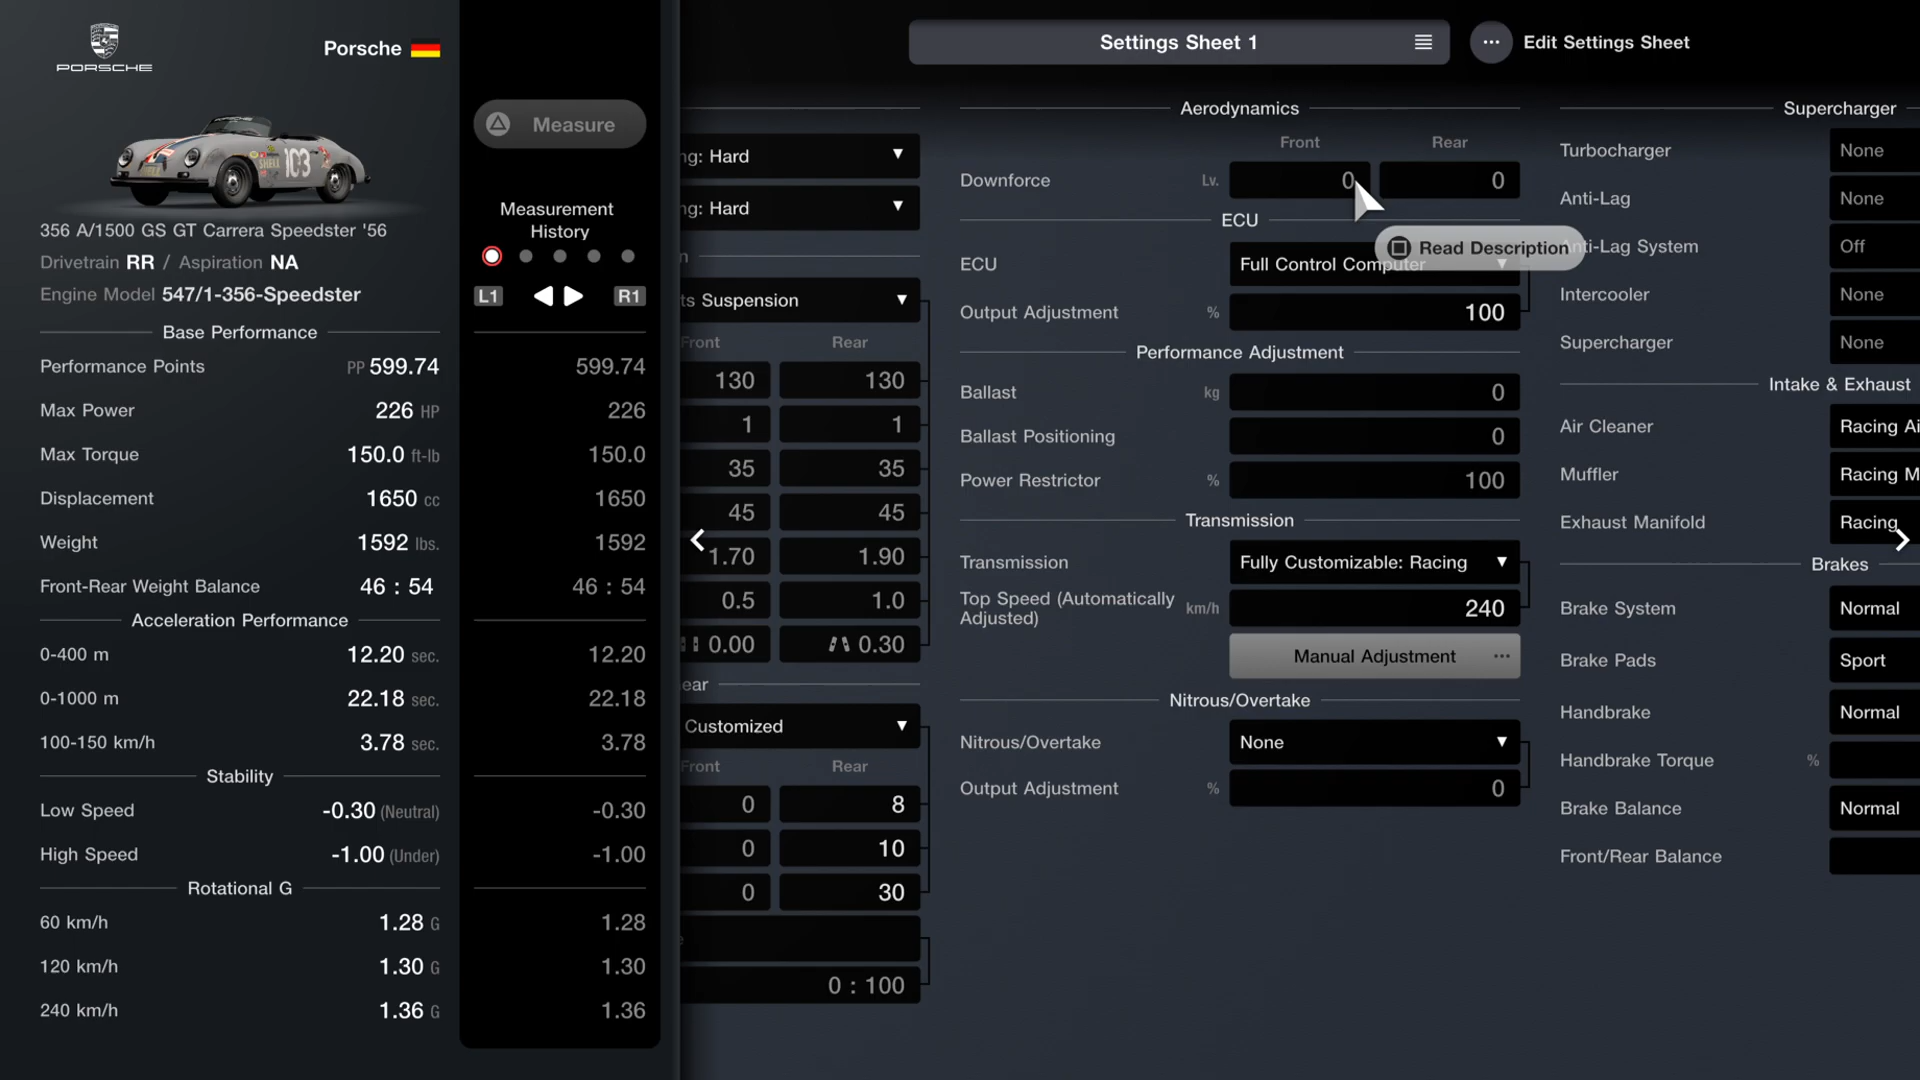 PORSCHE
Porsche
103
356 A/1500 GS GT Carrera Speedster '56
Drivetrain RR / Aspiration NA
Engine Model 547/1-356-Speedster
Base Performance
Performance Points PP 599.74
Max Power 226 HP
Max Torque 150.0 ft-lb
Displacement 1650 cc
Weight 1592 lbs.
Front-Rear Weight Balance 46 : 54
Acceleration Performance
0-400 m 12.20 sec.
0-1000 m 22.18 sec.
100-150 km/h 3.78 sec.
Stability
Low Speed -0.30 (Neutral)
High Speed -1.00 (Under)
Rotational G
60 km/h 1.28 G
120 km/h 1.30 G
240 km/h 1.36 G
Measure
Measurement
History
L1 R1
599.74
226
150.0
1650
1592
46 : 54
12.20
22.18
3.78
-0.30
-1.00
1.28
1.30
1.36
Settings Sheet 1
Edit Settings Sheet
ng: Hard
ng: Hard
n
ts Suspension
Front Rear
130 130
1 1
35 35
45 45
1.70 1.90
0.5 1.0
0.00 0.30
ear
Customized
Front Rear
0 8
0 10
0 30
0 : 100
Aerodynamics
Front Rear
Downforce Lv. 0 0
Read Description
ECU
ECU Full Control Computer
Output Adjustment % 100
Performance Adjustment
Ballast kg 0
Ballast Positioning 0
Power Restrictor % 100
Transmission
Transmission Fully Customizable: Racing
Top Speed (Automatically
Adjusted) km/h 240
Manual Adjustment
Nitrous/Overtake
Nitrous/Overtake None
Output Adjustment % 0
Supercharger
Turbocharger None
Anti-Lag None
nti-Lag System Off
Intercooler None
Supercharger None
Intake & Exhaust
Air Cleaner Racing Ai
Muffler Racing M
Exhaust Manifold Racing
Brakes
Brake System Normal
Brake Pads Sport
Handbrake Normal
Handbrake Torque %
Brake Balance Normal
Front/Rear Balance